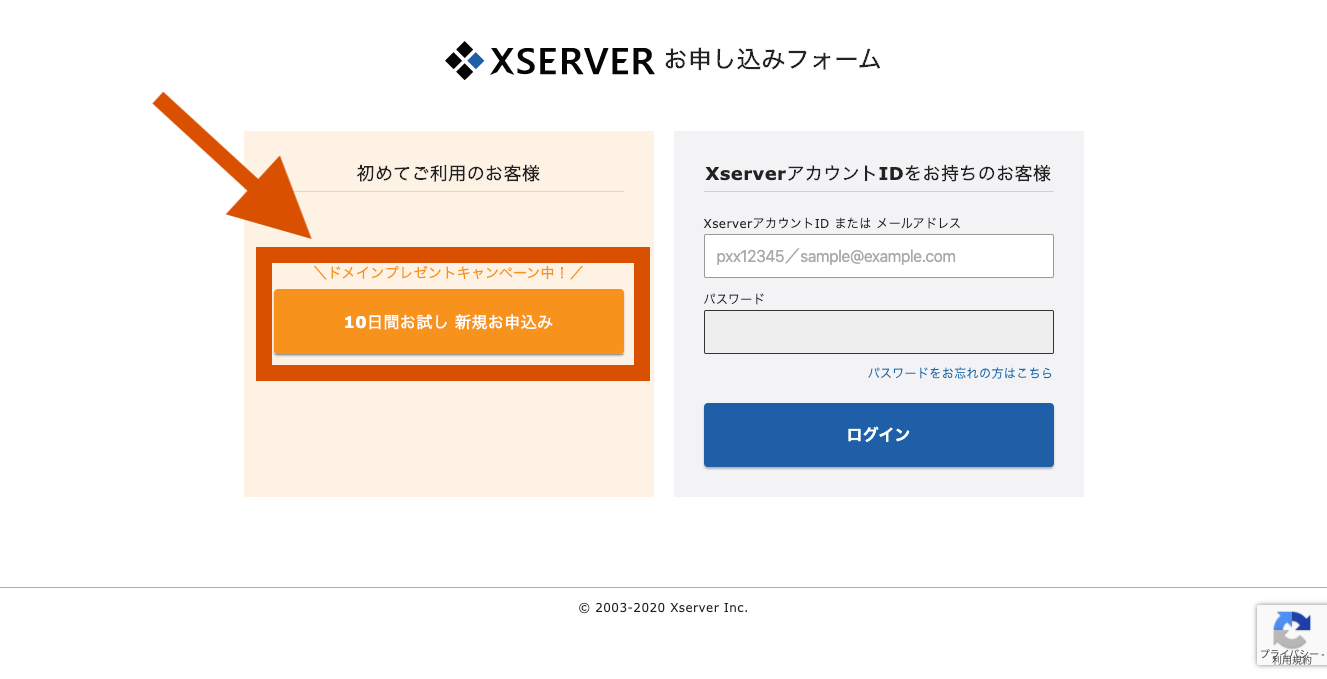 XSERVER お申し込みフォーム
初めてご利用のお客様
＼ドメインプレゼントキャンペーン中！／
10日間お試し 新規お申込み
XserverアカウントIDをお持ちのお客様
XserverアカウントID または メールアドレス
pxx12345／sample@example.com
パスワード
パスワードをお忘れの方はこちら
ログイン
© 2003-2020 Xserver Inc.
プライバシー -
利用規約